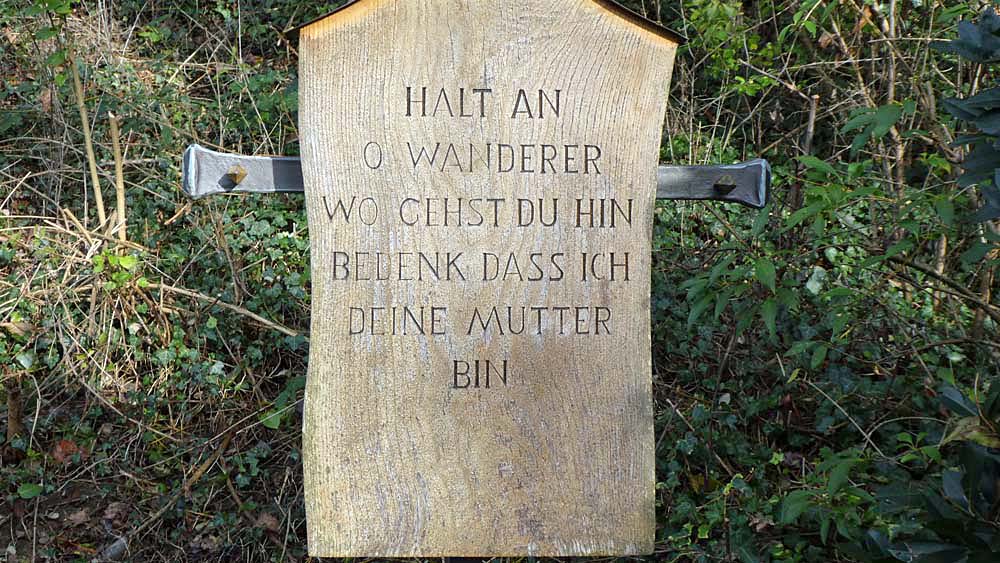 HALT AN
O WANDERER
WO GEHST DU HIN
BEDENK DASS ICH
DEINE MUTTER
BIN